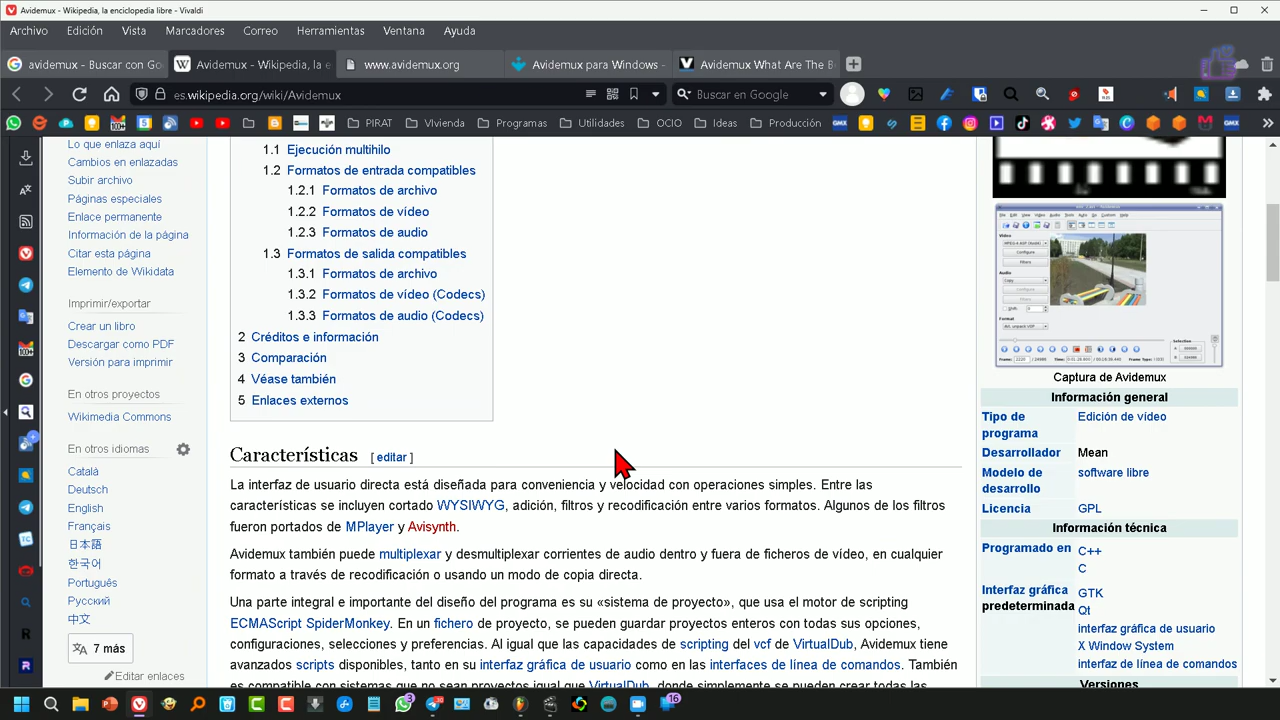 Avidemux - Wikipedia, la enciclopedia libre - Vivaldi
Archivo Edición Vista Marcadores Correo Herramientas Ventana Ayuda
avidemux - Buscar con Go
Avidemux - Wikipedia, la e
www.avidemux.org
Avidemux para Windows -
Avidemux What Are The B
es.wikipedia.org/wiki/Avidemux
Buscar en Google
PIRAT VIvienda Programas Utilidades OCIO Ideas Producción
Lo que enlaza aquí
Cambios en enlazadas
Subir archivo
Páginas especiales
Enlace permanente
Información de la página
Citar esta página
Elemento de Wikidata
Imprimir/exportar
Crear un libro
Descargar como PDF
Versión para imprimir
En otros proyectos
Wikimedia Commons
En otros idiomas
Català
Deutsch
English
Français
日本語
한국어
Português
Русский
中文
7 más
Editar enlaces
1.1 Ejecución multihilo
1.2 Formatos de entrada compatibles
1.2.1 Formatos de archivo
1.2.2 Formatos de vídeo
1.2.3 Formatos de audio
1.3 Formatos de salida compatibles
1.3.1 Formatos de archivo
1.3.2 Formatos de vídeo (Codecs)
1.3.3 Formatos de audio (Codecs)
2 Créditos e información
3 Comparación
4 Véase también
5 Enlaces externos
Características [ editar ]
La interfaz de usuario directa está diseñada para conveniencia y velocidad con operaciones simples. Entre las
características se incluyen cortado WYSIWYG, adición, filtros y recodificación entre varios formatos. Algunos de los filtros
fueron portados de MPlayer y Avisynth.
Avidemux también puede multiplexar y desmultiplexar corrientes de audio dentro y fuera de ficheros de vídeo, en cualquier
formato a través de recodificación o usando un modo de copia directa.
Una parte integral e importante del diseño del programa es su «sistema de proyecto», que usa el motor de scripting
ECMAScript SpiderMonkey. En un fichero de proyecto, se pueden guardar proyectos enteros con todas sus opciones,
configuraciones, selecciones y preferencias. Al igual que las capacidades de scripting del vcf de VirtualDub, Avidemux tiene
avanzados scripts disponibles, tanto en su interfaz gráfica de usuario como en las interfaces de línea de comandos. También
es compatible con sistemas que no sean proyectos igual que VirtualDub, donde simplemente se pueden crear todas las
Captura de Avidemux
Información general
Tipo de programa Edición de vídeo
Desarrollador Mean
Modelo de desarrollo software libre
Licencia GPL
Información técnica
Programado en C++
C
Interfaz gráfica predeterminada GTK
Qt
interfaz gráfica de usuario
X Window System
interfaz de línea de comandos
Versiones